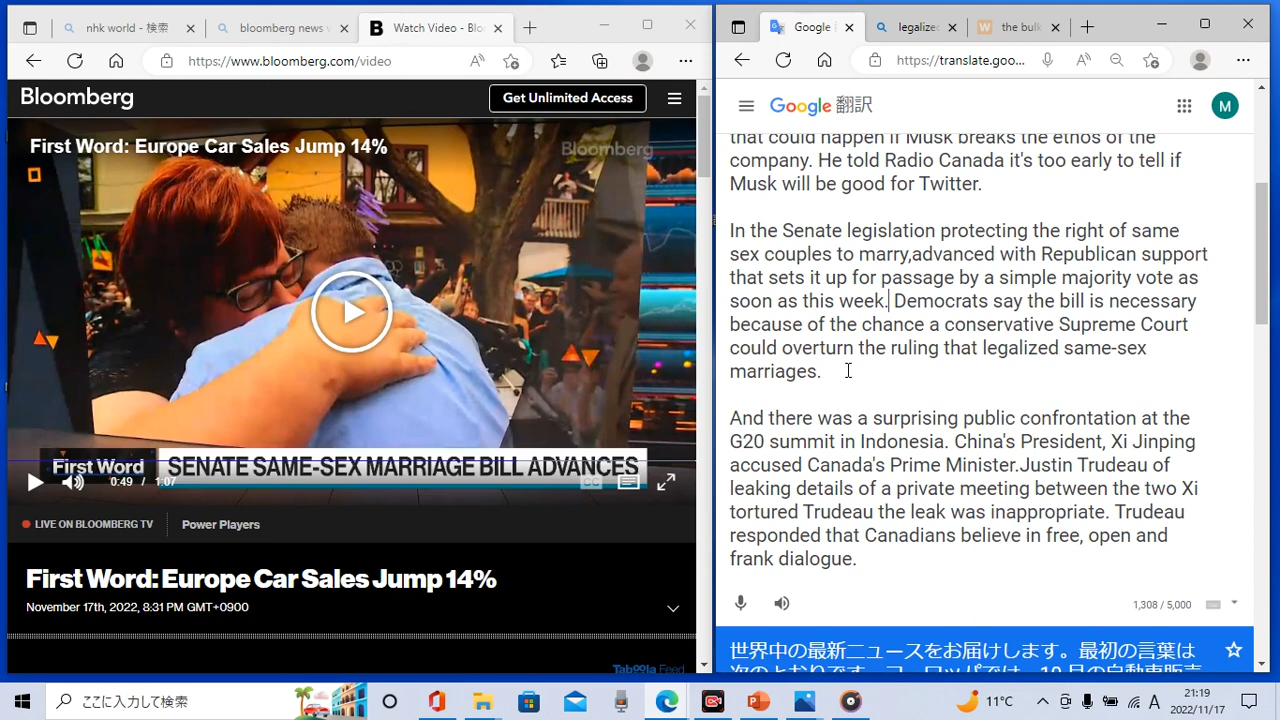 nhk world - 検索
bloomberg news v
Watch Video - Blo
https://www.bloomberg.com/video
Bloomberg
Get Unlimited Access
First Word: Europe Car Sales Jump 14%
Bloomberg
First Word
SENATE SAME-SEX MARRIAGE BILL ADVANCES
0:49 / 1:07
CC
LIVE ON BLOOMBERG TV
Power Players
First Word: Europe Car Sales Jump 14%
November 17th, 2022, 8:31 PM GMT+0900
Taboola Feed
Google
legalize
the bulk
https://translate.goo...
Google 翻訳
M
that could happen if Musk breaks the ethos of the
company. He told Radio Canada it's too early to tell if
Musk will be good for Twitter.
In the Senate legislation protecting the right of same
sex couples to marry,advanced with Republican support
that sets it up for passage by a simple majority vote as
soon as this week. Democrats say the bill is necessary
because of the chance a conservative Supreme Court
could overturn the ruling that legalized same-sex
marriages.
And there was a surprising public confrontation at the
G20 summit in Indonesia. China's President, Xi Jinping
accused Canada's Prime Minister.Justin Trudeau of
leaking details of a private meeting between the two Xi
tortured Trudeau the leak was inappropriate. Trudeau
responded that Canadians believe in free, open and
frank dialogue.
1,308 / 5,000
世界中の最新ニュースをお届けします。最初の言葉は
ここに入力して検索
11°C
A
21:19
2022/11/17